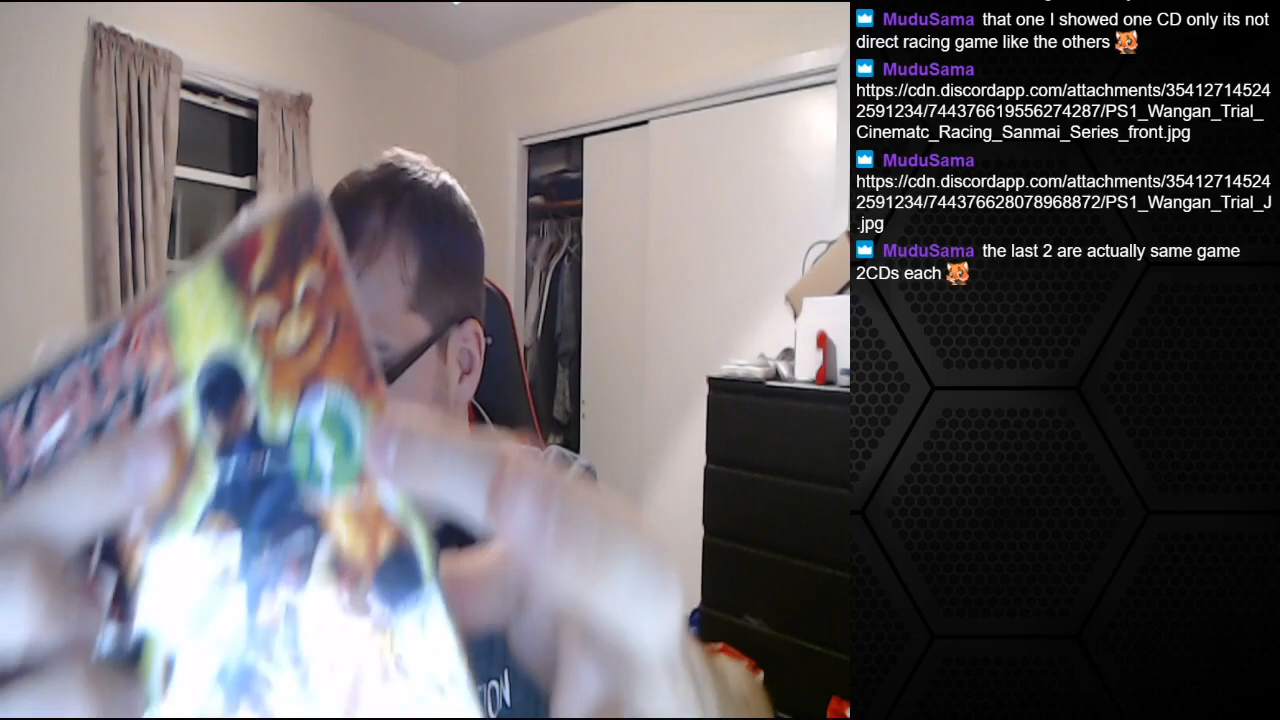 MuduSama that one I showed one CD only its not
direct racing game like the others
MuduSama
https://cdn.discordapp.com/attachments/35412714524
2591234/744376619556274287/PS1_Wangan_Trial_
Cinematc_Racing_Sanmai_Series_front.jpg
MuduSama
https://cdn.discordapp.com/attachments/35412714524
2591234/744376628078968872/PS1_Wangan_Trial_J
.jpg
MuduSama the last 2 are actually same game
2CDs each